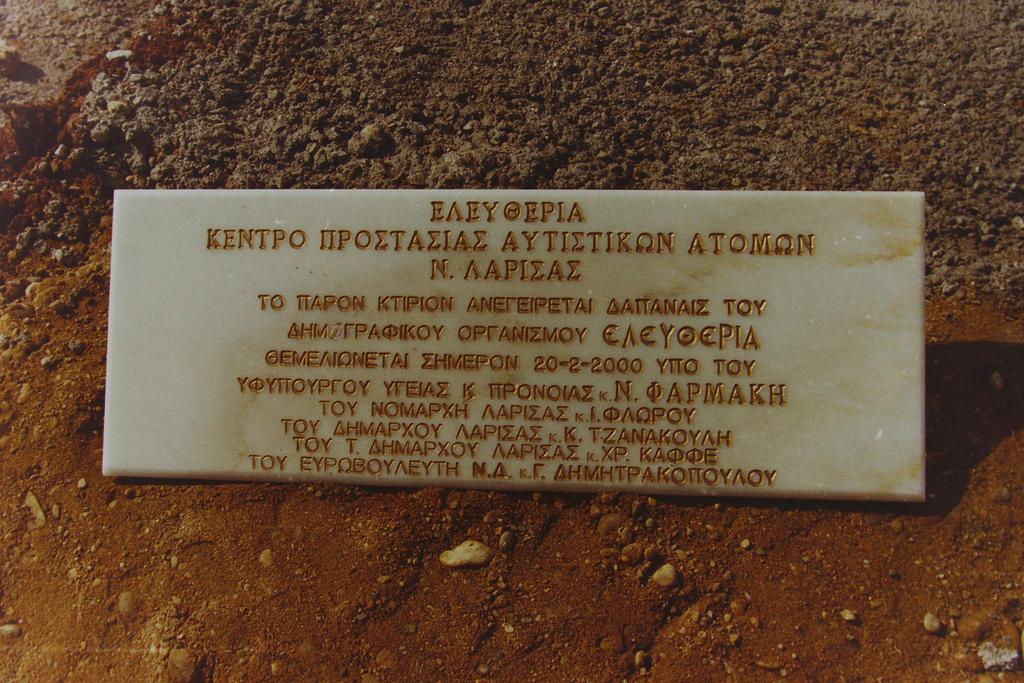 ΕΛΕΥΘΕΡΙΑ
ΚΕΝΤΡΟ ΠΡΟΣΤΑΣΙΑΣ ΑΥΤΙΣΤΙΚΩΝ ΑΤΟΜΩΝ
Ν. ΛΑΡΙΣΑΣ
ΤΟ ΠΑΡΟΝ ΚΤΙΡΙΟΝ ΑΝΕΓΕΙΡΕΤΑΙ ΔΑΠΑΝΑΙΣ ΤΟΥ
ΔΗΜΟΓΡΑΦΙΚΟΥ ΟΡΓΑΝΙΣΜΟΥ ΕΛΕΥΘΕΡΙΑ
ΘΕΜΕΛΙΩΝΕΤΑΙ ΣΗΜΕΡΟΝ 20-2-2000 ΥΠΟ ΤΟΥ
ΥΦΥΠΟΥΡΓΟΥ ΥΓΕΙΑΣ Κ ΠΡΟΝΟΙΑΣ κ. Ν. ΦΑΡΜΑΚΗ
ΤΟΥ ΝΟΜΑΡΧΗ ΛΑΡΙΣΑΣ κ. Ι. ΦΛΩΡΟΥ
ΤΟΥ ΔΗΜΑΡΧΟΥ ΛΑΡΙΣΑΣ κ. Κ. ΤΖΑΝΑΚΟΥΛΗ
ΤΟΥ Τ. ΔΗΜΑΡΧΟΥ ΛΑΡΙΣΑΣ κ. ΧΡ. ΚΑΦΦΕ
ΤΟΥ ΕΥΡΩΒΟΥΛΕΥΤΗ Ν.Δ. κ. Γ. ΔΗΜΗΤΡΑΚΟΠΟΥΛΟΥ